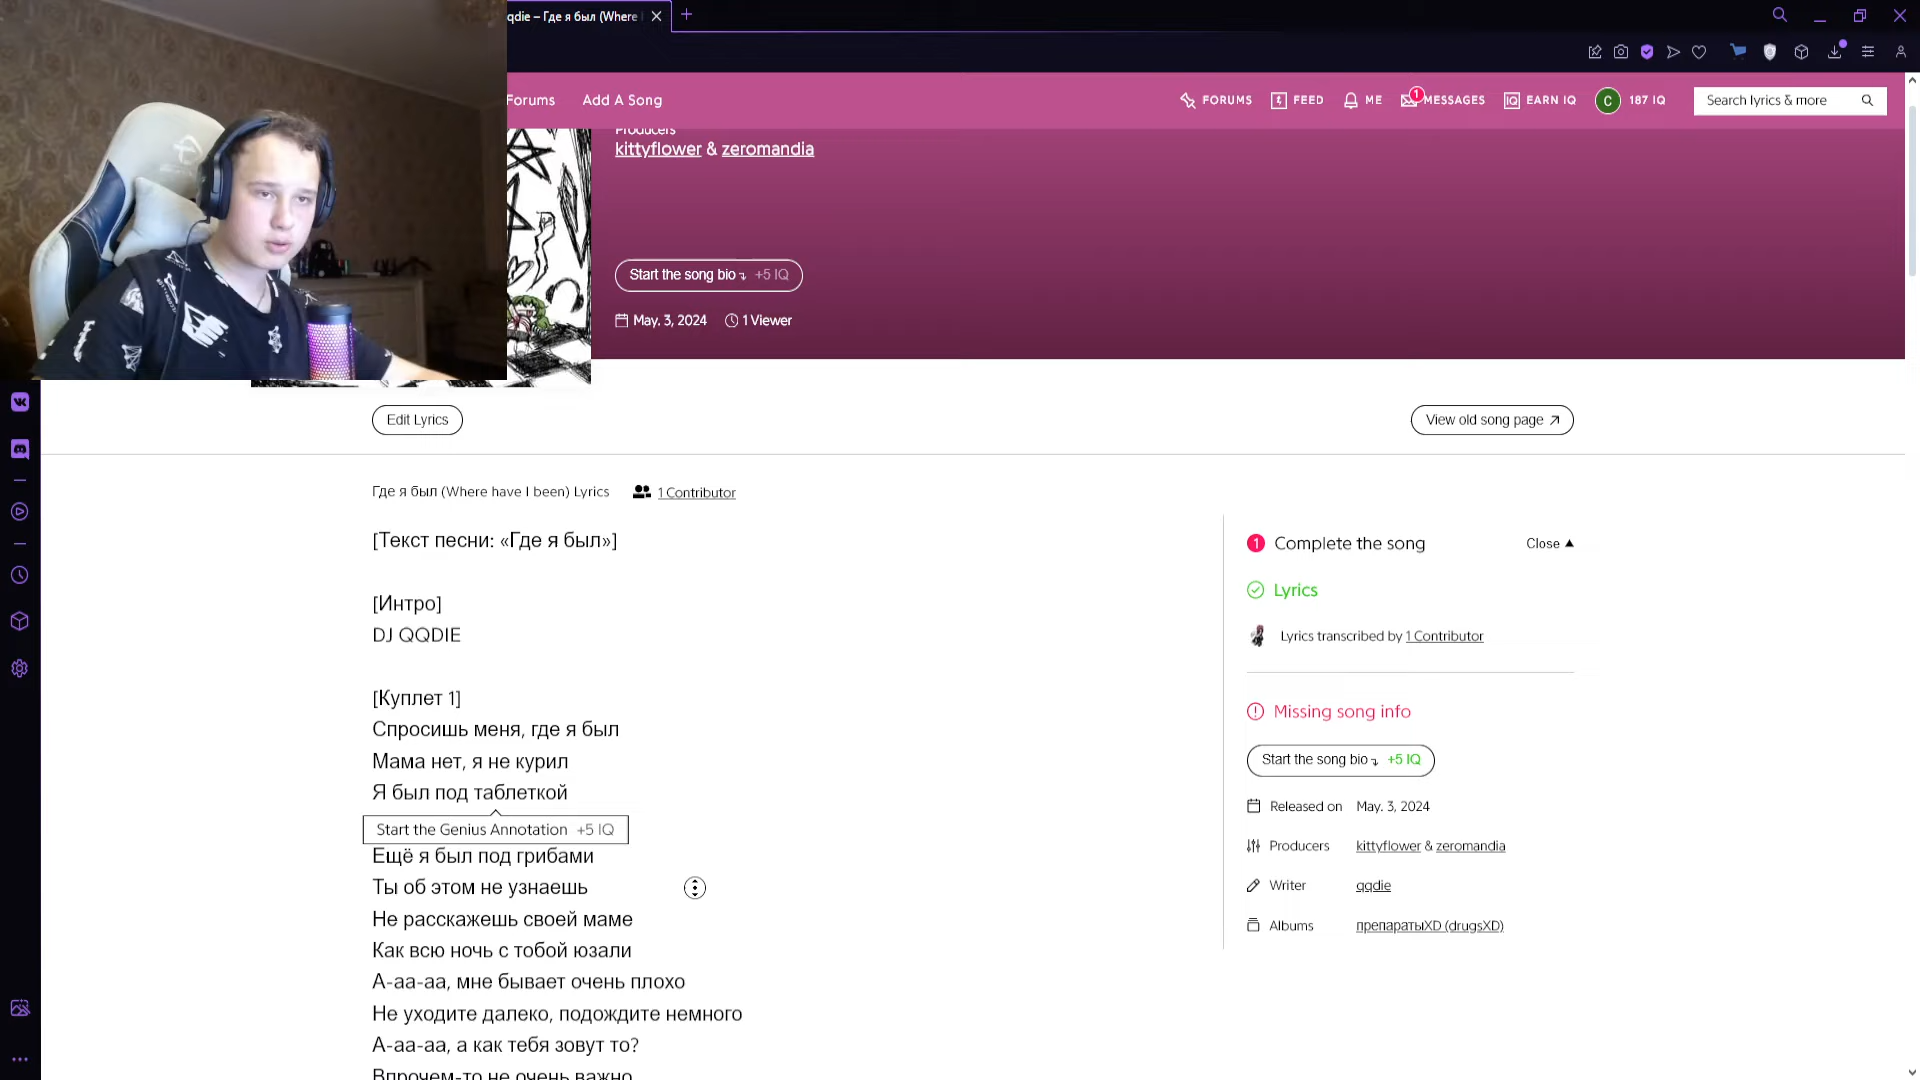 qdie – Где я был (Where
Forums
Add A Song
FORUMS
FEED
ME
1
MESSAGES
IQ
EARN IQ
C
187 IQ
Search lyrics & more
Producers
kittyflower & zeromandia
Start the song bio +5 IQ
May. 3, 2024
1 Viewer
Edit Lyrics
View old song page
Где я был (Where have I been) Lyrics
1 Contributor
[Текст песни: «Где я был»]
[Интро]
DJ QQDIE
[Куплет 1]
Спросишь меня, где я был
Мама нет, я не курил
Я был под таблеткой
Start the Genius Annotation +5 IQ
Ещё я был под грибами
Ты об этом не узнаешь
Не расскажешь своей маме
Как всю ночь с тобой юзали
А-аа-аа, мне бывает очень плохо
Не уходите далеко, подождите немного
А-аа-аа, а как тебя зовут то?
Впрочем-то не очень важно
1 Complete the song
Close
Lyrics
Lyrics transcribed by 1 Contributor
Missing song info
Start the song bio +5 IQ
Released on May. 3, 2024
Producers kittyflower & zeromandia
Writer qqdie
Albums препаратыXD (drugsXD)